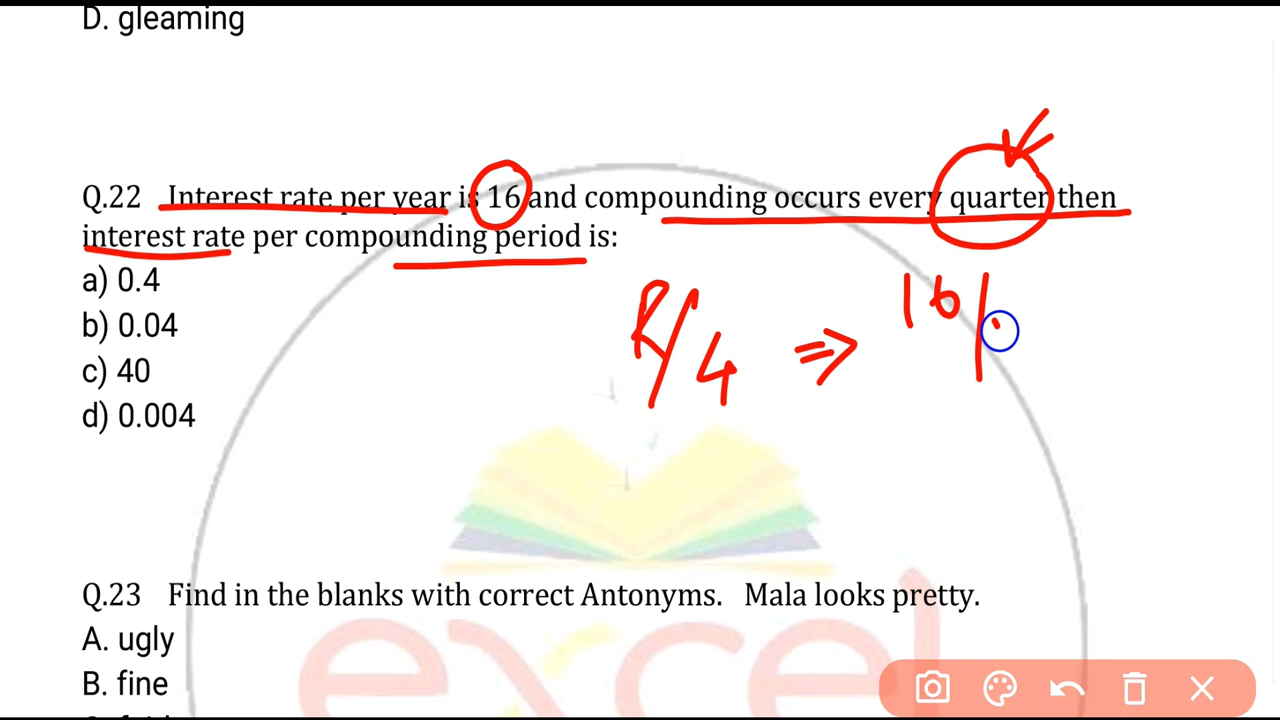 D. gleaming
Q.22 Interest rate per year is 16 and compounding occurs every quarter then
interest rate per compounding period is:
a) 0.4
b) 0.04
c) 40
d) 0.004
R/4 ⇒ 16/
Q.23 Find in the blanks with correct Antonyms. Mala looks pretty.
A. ugly
B. fine
excel